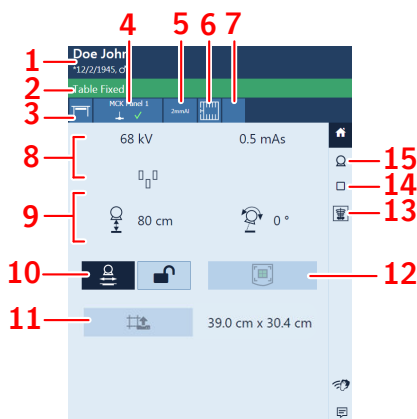 4 5 6 7
1 Doe John
*12/2/1945, ♂
2 Table Fixed
3 MCK Panel 1 2mmAl
8 68 kV 0.5 mAs
15
14
9 80 cm 0 ° 13
10 12
11 39.0 cm x 30.4 cm